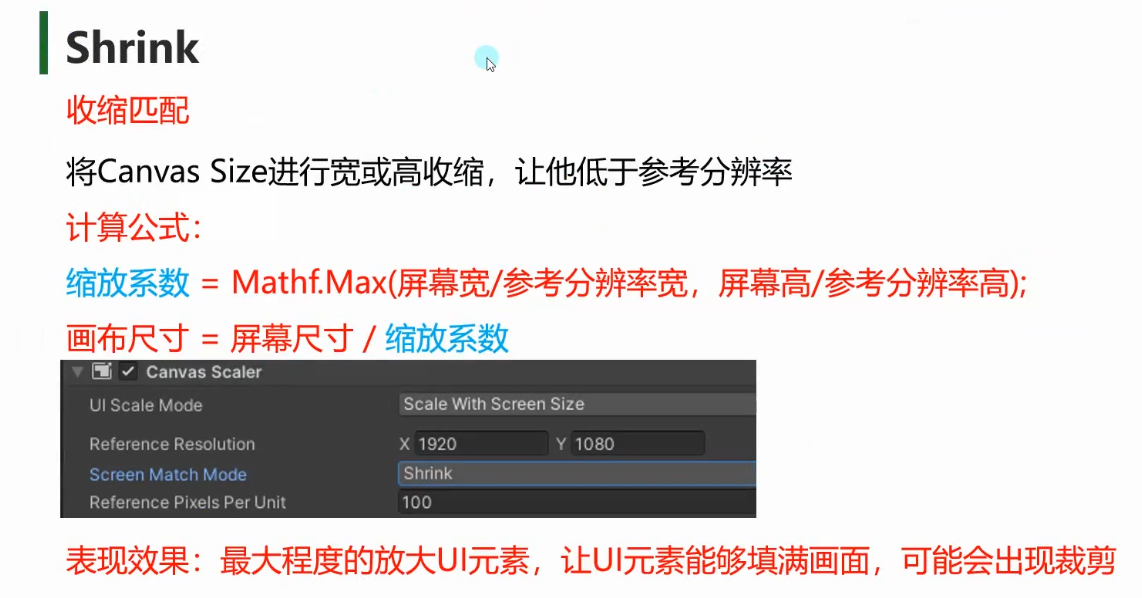 Shrink
收缩匹配
将Canvas Size进行宽或高收缩，让他低于参考分辨率
计算公式：
缩放系数 = Mathf.Max(屏幕宽/参考分辨率宽，屏幕高/参考分辨率高);
画布尺寸 = 屏幕尺寸 / 缩放系数
Canvas Scaler
UI Scale Mode Scale With Screen Size
Reference Resolution X 1920 Y 1080
Screen Match Mode Shrink
Reference Pixels Per Unit 100
表现效果：最大程度的放大UI元素，让UI元素能够填满画面，可能会出现裁剪